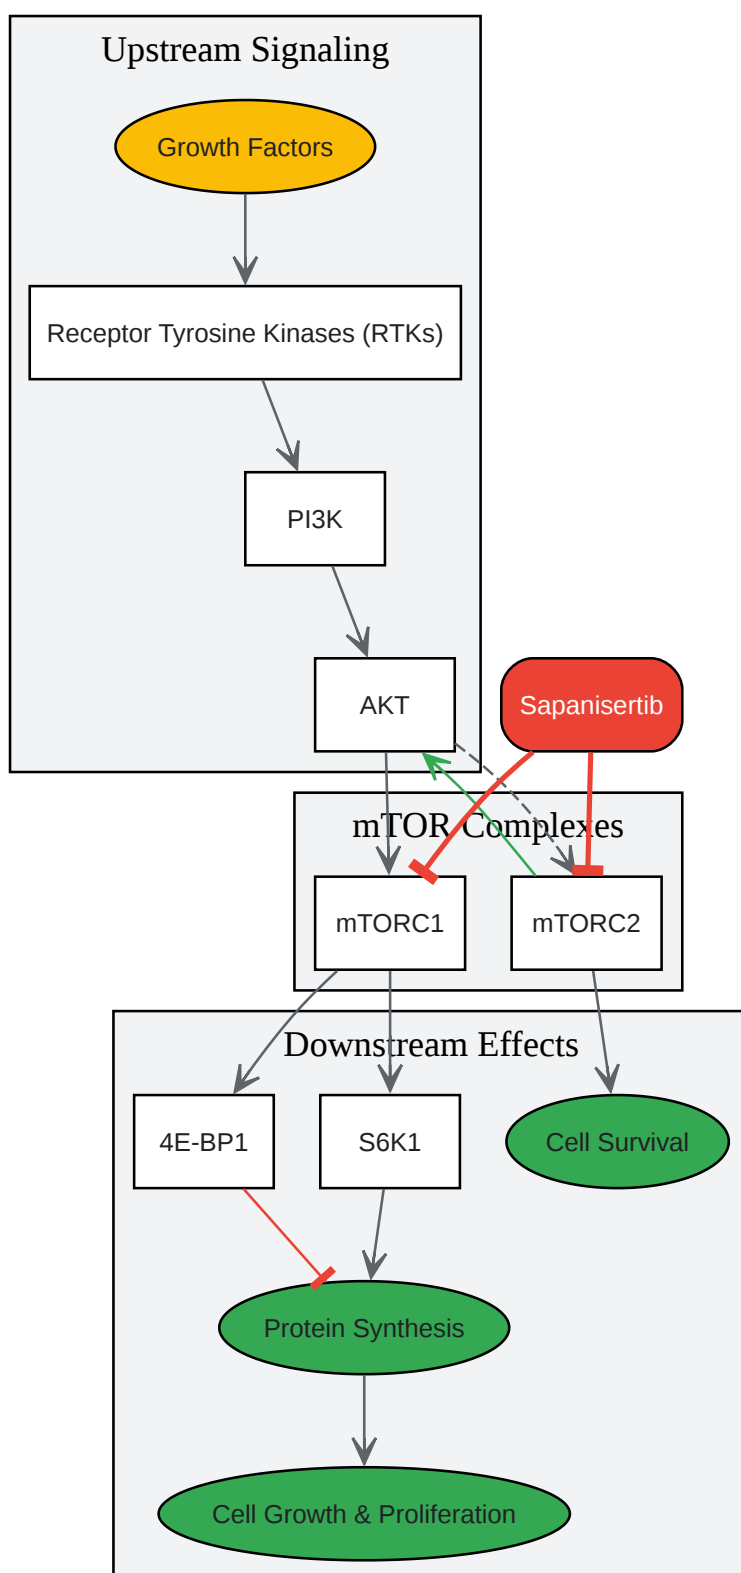 Upstream Signaling
Growth Factors
Receptor Tyrosine Kinases (RTKs)
PI3K
AKT
Sapanisertib
mTOR Complexes
mTORC1
mTORC2
Downstream Effects
4E-BP1
S6K1
Cell Survival
Protein Synthesis
Cell Growth & Proliferation